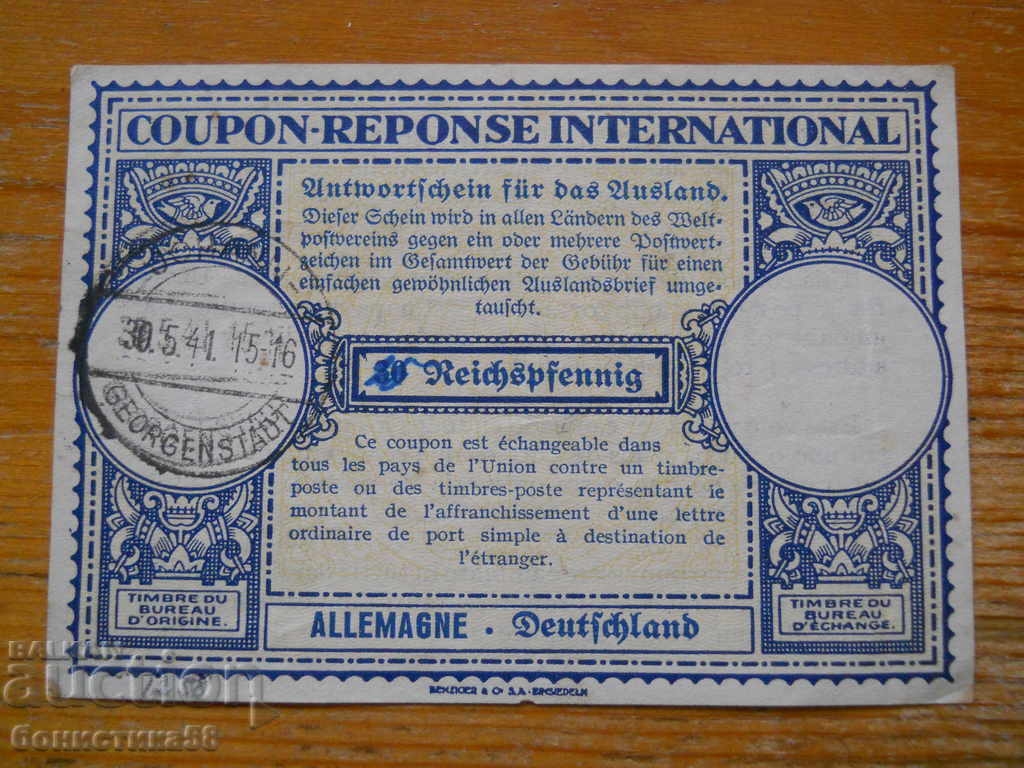 COUPON-REPONSE INTERNATIONAL
Antwortschein für das Ausland.
Dieser Schein wird in allen Ländern des Welt-
postvereins gegen ein oder mehrere Postwert-
zeichen im Gesamtwert der Gebühr für einen
einfachen gewöhnlichen Auslandsbrief umge-
tauscht.
30.5.41. 15-16
GEORGENSTADT
Reichspfennig
Ce coupon est échangeable dans
tous les pays de l'Union contre un timbre-
poste ou des timbres-poste représentant le
montant de l'affranchissement d'une lettre
ordinaire de port simple à destination de
l'étranger.
TIMBRE DU
BUREAU
D'ORIGINE.
TIMBRE DU
BUREAU
D'ÉCHANGE.
ALLEMAGNE . Deutschland
BENZIGER & Co S.A. - EINSIEDELN
BALKAN
auction
бонистика58